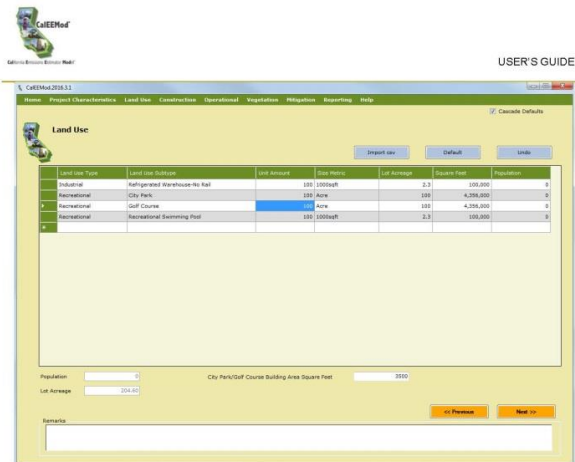 CalEEMod
California Emissions Estimator Model
USER'S GUIDE
CalEEMod.2016.3.1
Home Project Characteristics Land Use Construction Operational Vegetation Mitigation Reporting Help
Cascade Defaults
Land Use
Import csv Default Undo
Land Use Type Land Use Subtype Unit Amount Size Metric Lot Acreage Square Feet Population
Industrial Refrigerated Warehouse-No Rail 100 1000sqft 2.3 100,000 0
Recreational City Park 100 Acre 100 4,356,000 0
Recreational Golf Course 100 Acre 100 4,356,000 0
Recreational Recreational Swimming Pool 100 1000sqft 2.3 100,000 0
Population 0 City Park/Golf Course Building Area Square Feet 3500
Lot Acreage 204.60
<< Previous Next >>
Remarks